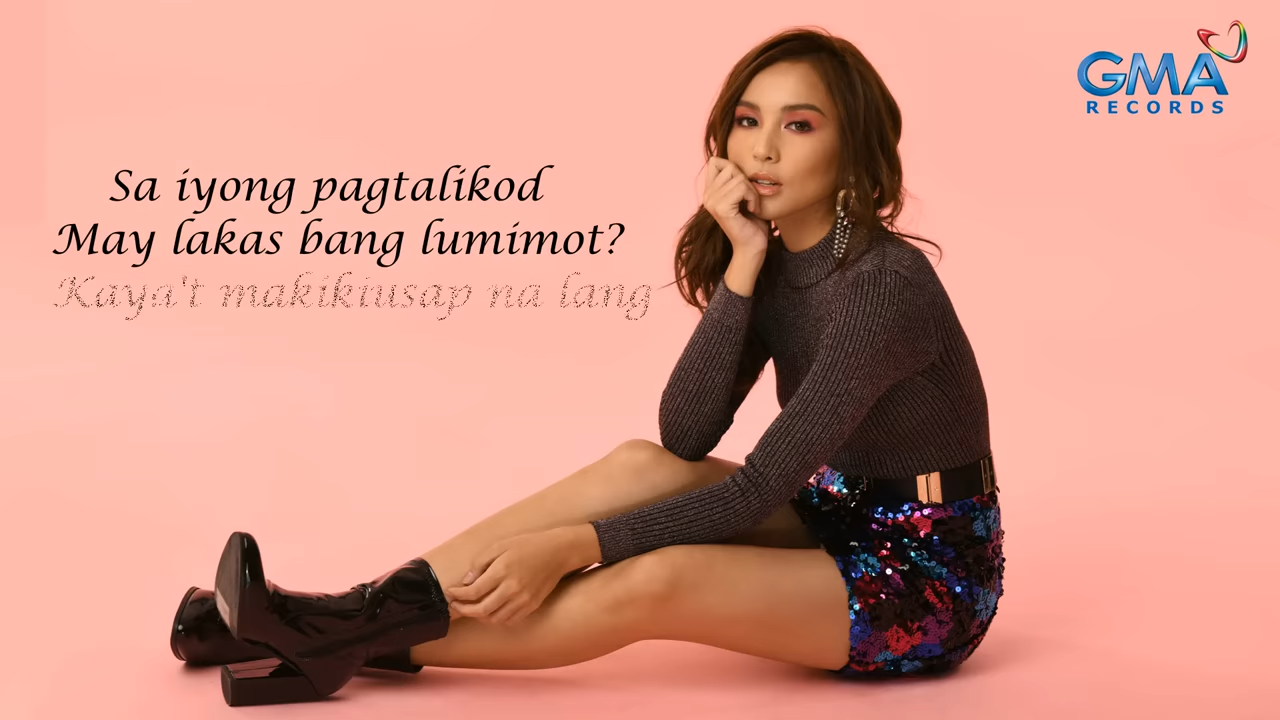 GMA
RECORDS
Sa iyong pagtalikod
May lakas bang lumimot?
Kaya't makikiusap na lang